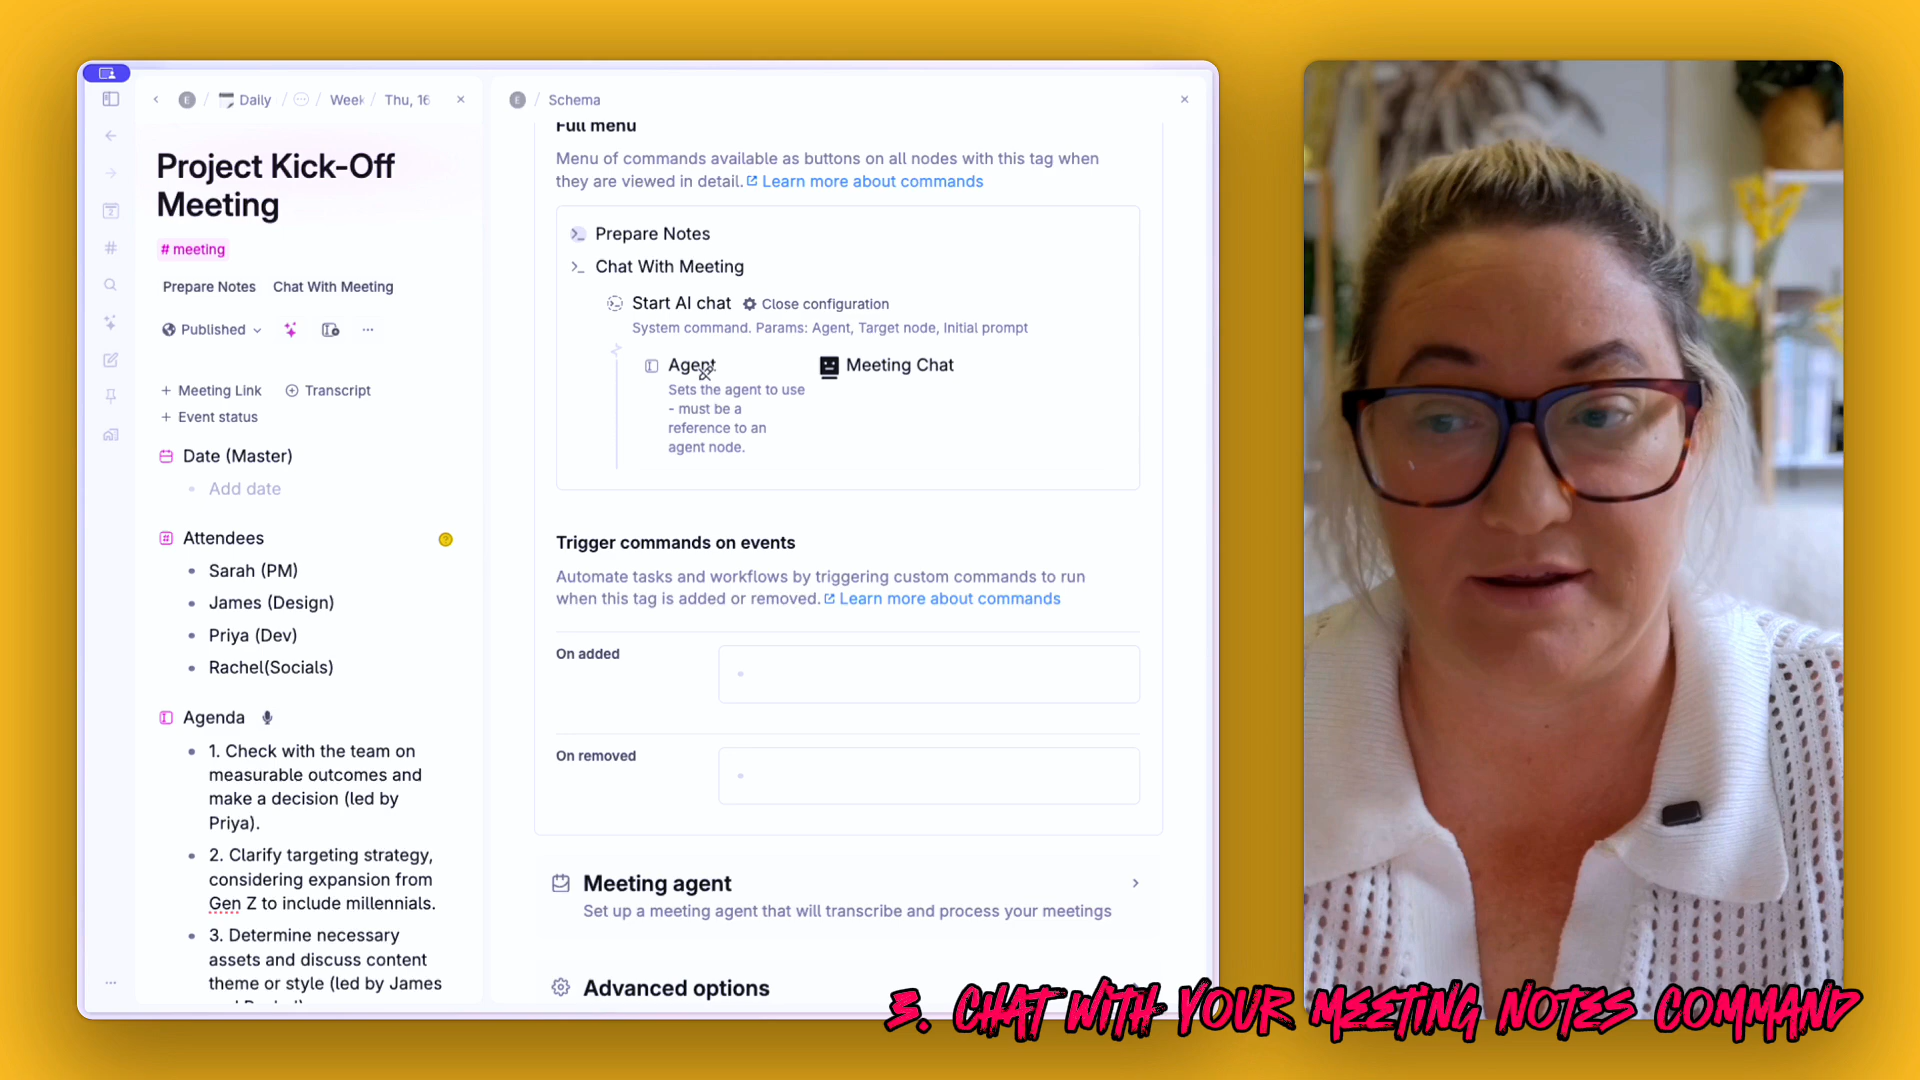 E / Daily / / Week / Thu, 16
Project Kick-Off
Meeting
# meeting
Prepare Notes Chat With Meeting
Published
+ Meeting Link Transcript
+ Event status
Date (Master)
Add date
Attendees
Sarah (PM)
James (Design)
Priya (Dev)
Rachel(Socials)
Agenda
1. Check with the team on
measurable outcomes and
make a decision (led by
Priya).
2. Clarify targeting strategy,
considering expansion from
Gen Z to include millennials.
3. Determine necessary
assets and discuss content
theme or style (led by James
E / Schema
Full menu
Menu of commands available as buttons on all nodes with this tag when
they are viewed in detail. Learn more about commands
Prepare Notes
Chat With Meeting
Start AI chat Close configuration
System command. Params: Agent, Target node, Initial prompt
Agent Meeting Chat
Sets the agent to use
- must be a
reference to an
agent node.
Trigger commands on events
Automate tasks and workflows by triggering custom commands to run
when this tag is added or removed. Learn more about commands
On added
On removed
Meeting agent
Set up a meeting agent that will transcribe and process your meetings
Advanced options
3. CHAT WITH YOUR MEETING NOTES COMMAND